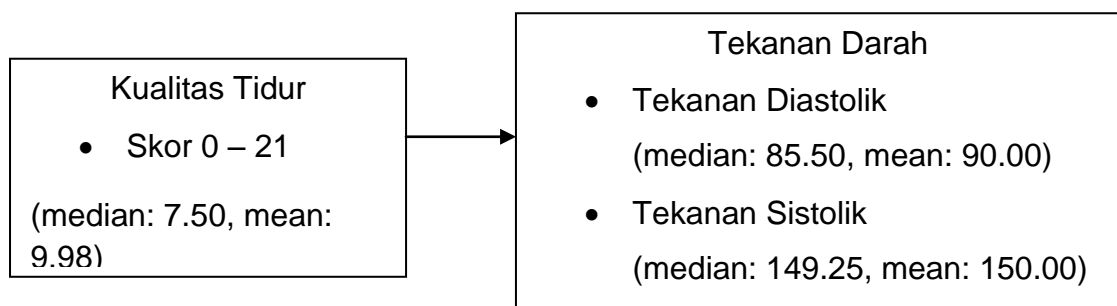 Kualitas Tidur
• Skor 0 – 21
(median: 7.50, mean:
9.98)
Tekanan Darah
• Tekanan Diastolik
(median: 85.50, mean: 90.00)
• Tekanan Sistolik
(median: 149.25, mean: 150.00)